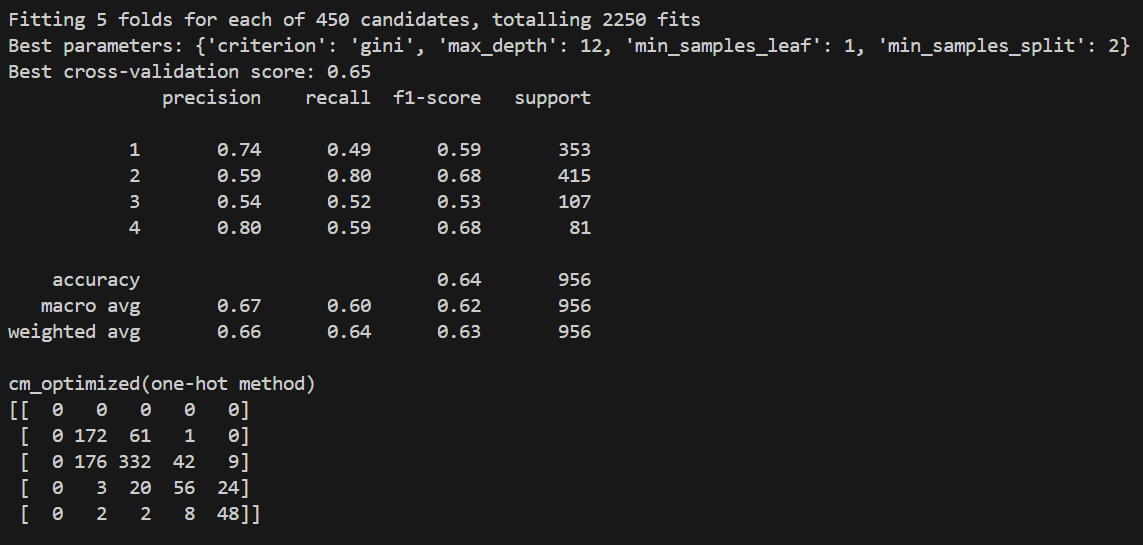 Fitting 5 folds for each of 450 candidates, totalling 2250 fits
Best parameters: {'criterion': 'gini', 'max_depth': 12, 'min_samples_leaf': 1, 'min_samples_split': 2}
Best cross-validation score: 0.65
              precision    recall  f1-score   support

           1       0.74      0.49      0.59       353
           2       0.59      0.80      0.68       415
           3       0.54      0.52      0.53       107
           4       0.80      0.59      0.68        81

    accuracy                           0.64       956
   macro avg       0.67      0.60      0.62       956
weighted avg       0.66      0.64      0.63       956

cm_optimized(one-hot method)
[[  0   0   0   0   0]
 [  0 172  61   1   0]
 [  0 176 332  42   9]
 [  0   3  20  56  24]
 [  0   2   2   8  48]]